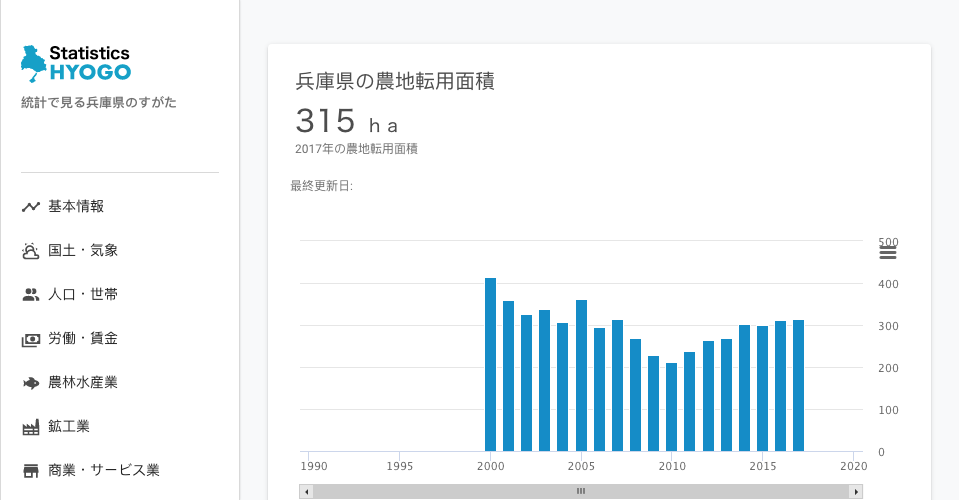 Statistics
HYOGO
統計で見る兵庫県のすがた
基本情報
国土・気象
人口・世帯
労働・賃金
農林水産業
鉱工業
商業・サービス業
兵庫県の農地転用面積
315 ｈａ
2017年の農地転用面積
最終更新日:
500
400
300
200
100
0
1990 1995 2000 2005 2010 2015 2020